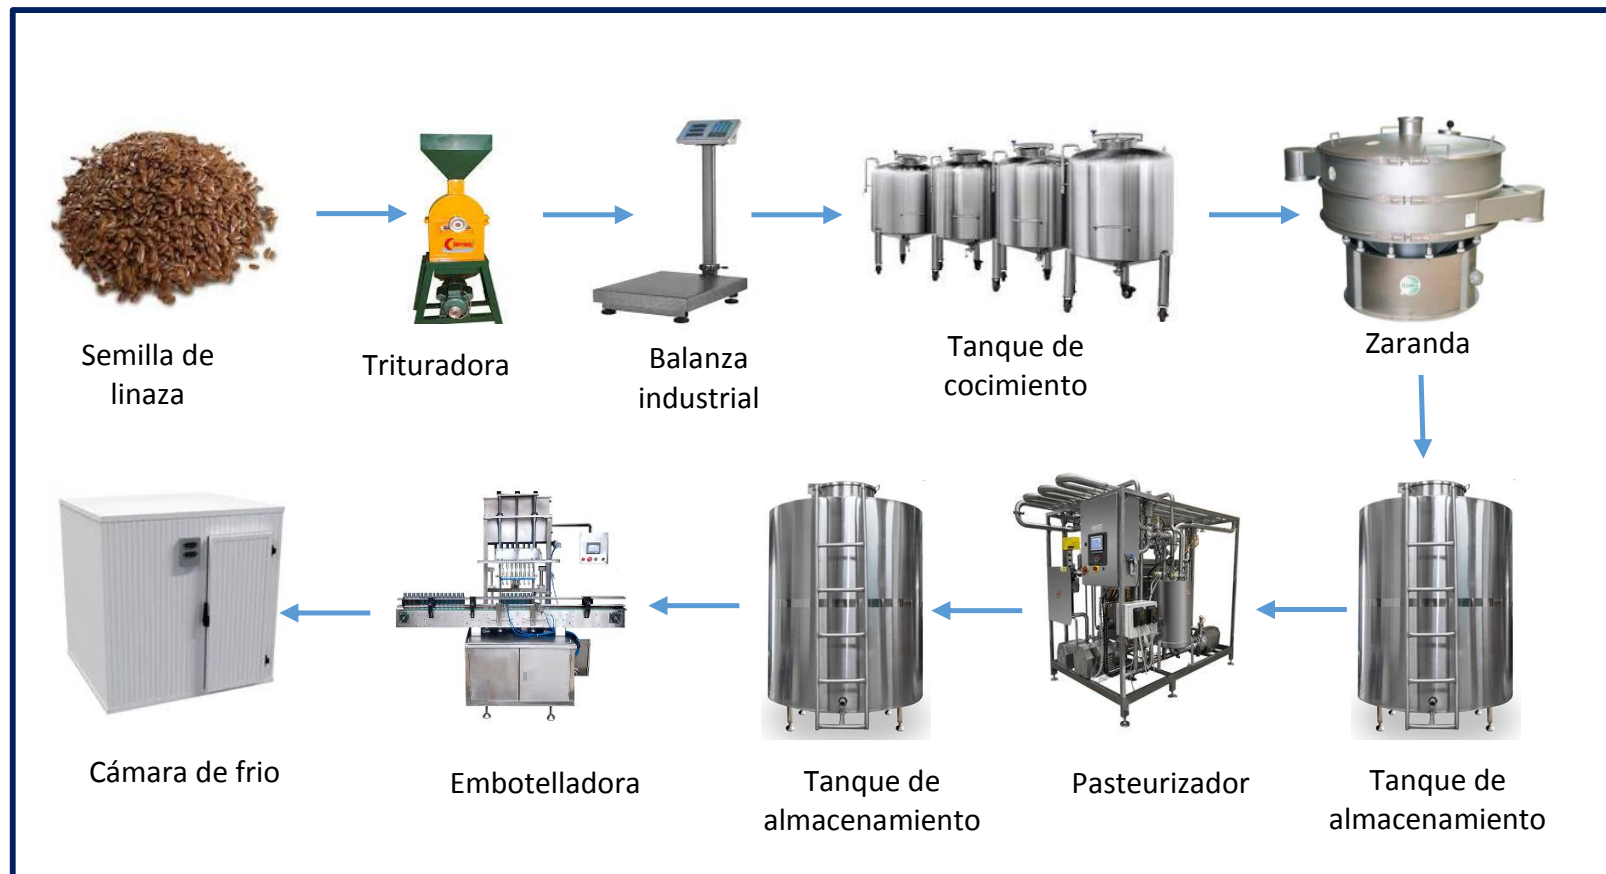 Semilla de
linaza
Trituradora
Balanza
industrial
Tanque de
cocimiento
Zaranda
Cámara de frio
Embotelladora
Tanque de
almacenamiento
Pasteurizador
Tanque de
almacenamiento